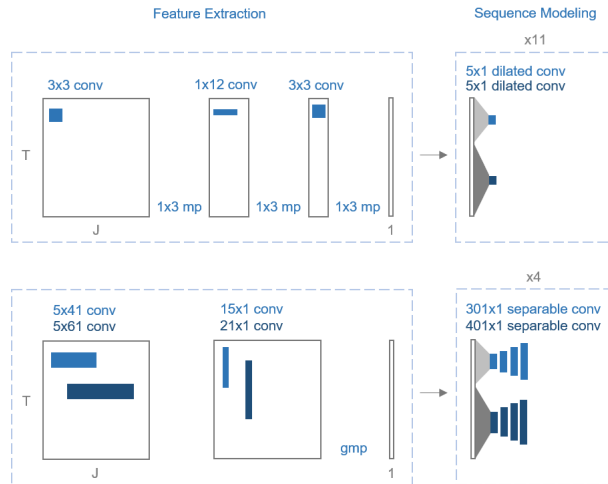 Feature Extraction
Sequence Modeling
x11
3x3 conv
1x12 conv
3x3 conv
5x1 dilated conv
5x1 dilated conv
T
1x3 mp
1x3 mp
1x3 mp
J
1
x4
5x41 conv
5x61 conv
15x1 conv
21x1 conv
301x1 separable conv
401x1 separable conv
T
gmp
J
1